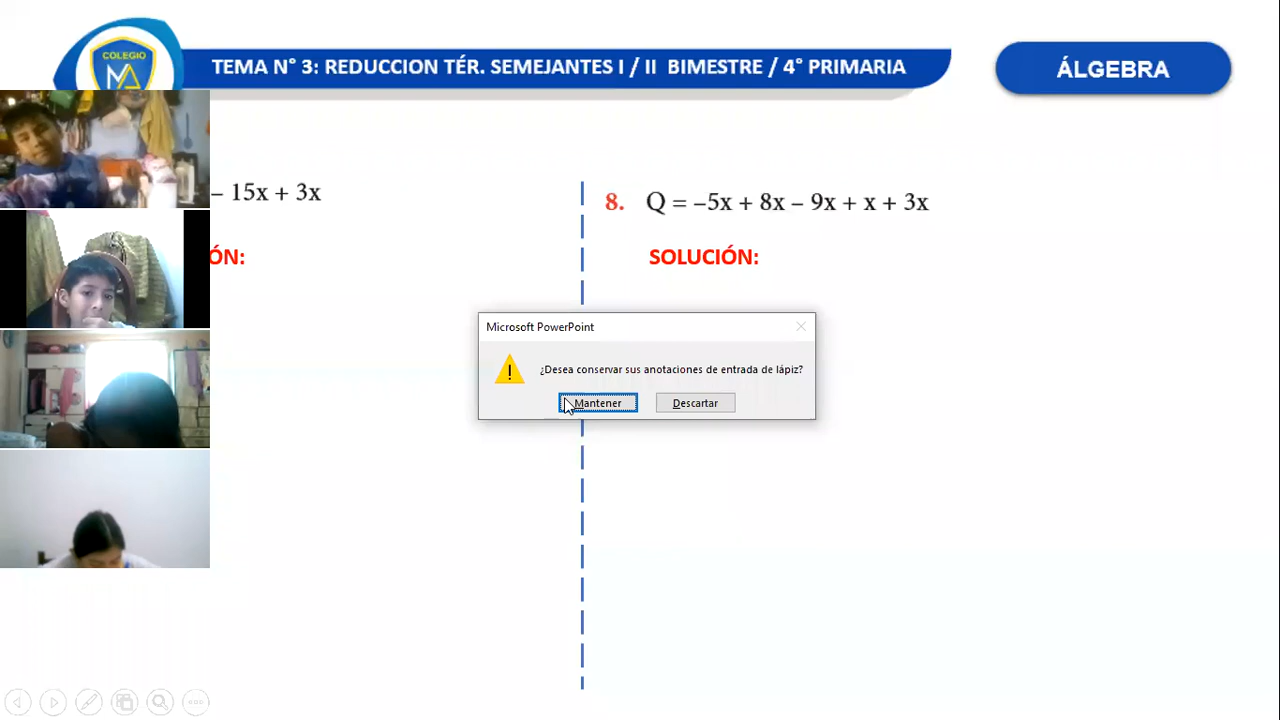 COLEGIO
MA
TEMA N° 3: REDUCCION TÉR. SEMEJANTES I / II BIMESTRE / 4° PRIMARIA
ÁLGEBRA
– 15x + 3x
ÓN:
8. Q = –5x + 8x – 9x + x + 3x
SOLUCIÓN:
Microsoft PowerPoint
¿Desea conservar sus anotaciones de entrada de lápiz?
Mantener
Descartar